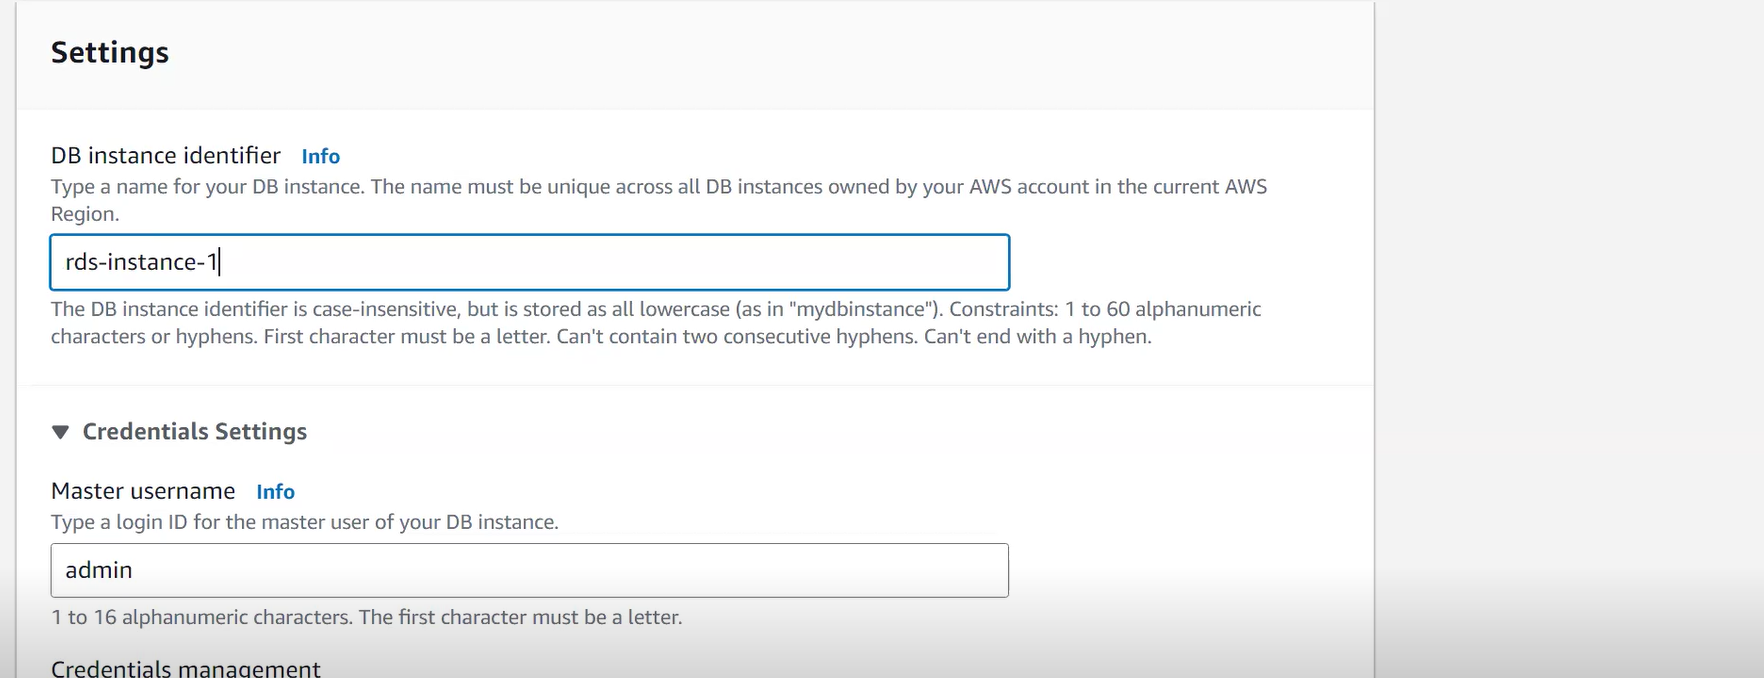 Settings
DB instance identifier Info
Type a name for your DB instance. The name must be unique across all DB instances owned by your AWS account in the current AWS
Region.
rds-instance-1
The DB instance identifier is case-insensitive, but is stored as all lowercase (as in "mydbinstance"). Constraints: 1 to 60 alphanumeric
characters or hyphens. First character must be a letter. Can't contain two consecutive hyphens. Can't end with a hyphen.
Credentials Settings
Master username Info
Type a login ID for the master user of your DB instance.
admin
1 to 16 alphanumeric characters. The first character must be a letter.
Credentials management